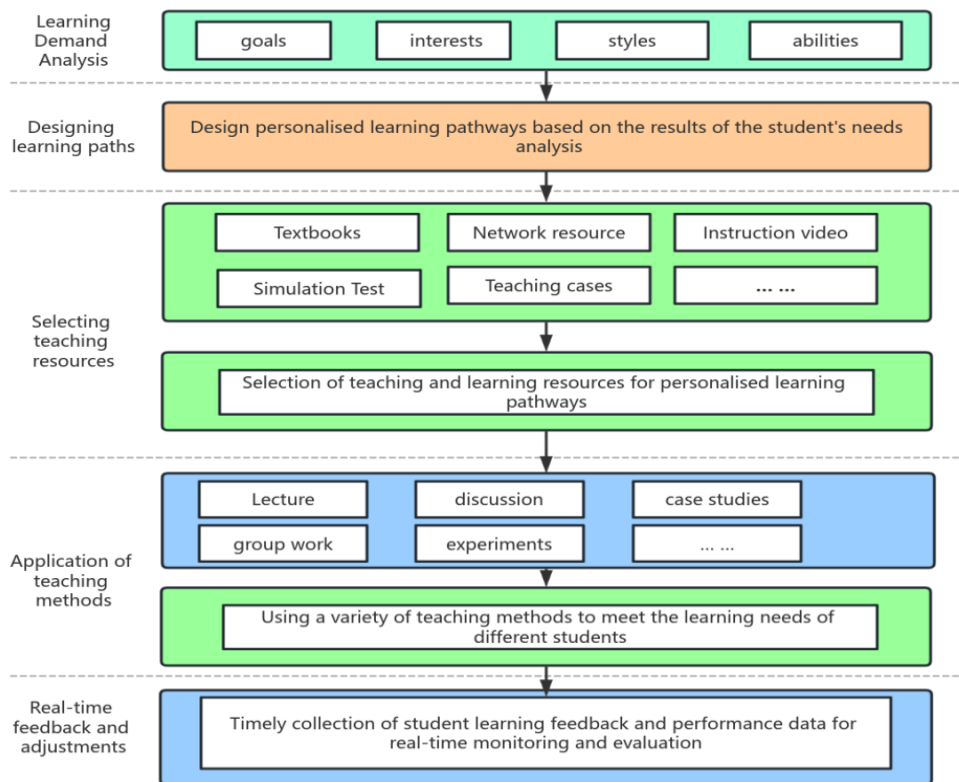 Learning
Demand
Analysis
goals
interests
styles
abilities
Designing
learning paths
Design personalised learning pathways based on the results of the student's needs
analysis
Selecting
teaching
resources
Textbooks
Network resource
Instruction video
Simulation Test
Teaching cases
... ...
Selection of teaching and learning resources for personalised learning
pathways
Application of
teaching
methods
Lecture
discussion
case studies
group work
experiments
... ...
Using a variety of teaching methods to meet the learning needs of
different students
Real-time
feedback and
adjustments
Timely collection of student learning feedback and performance data for
real-time monitoring and evaluation